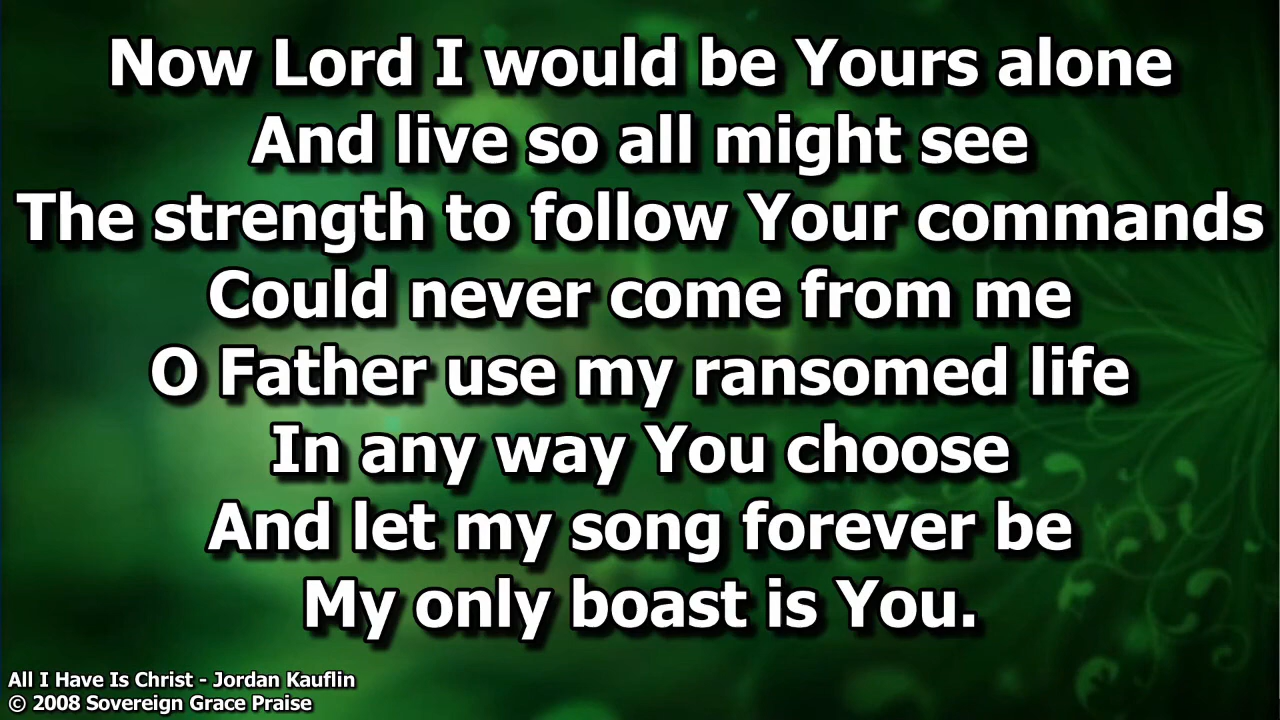 Now Lord I would be Yours alone
And live so all might see
The strength to follow Your commands
Could never come from me
O Father use my ransomed life
In any way You choose
And let my song forever be
My only boast is You.
All I Have Is Christ - Jordan Kauflin
© 2008 Sovereign Grace Praise